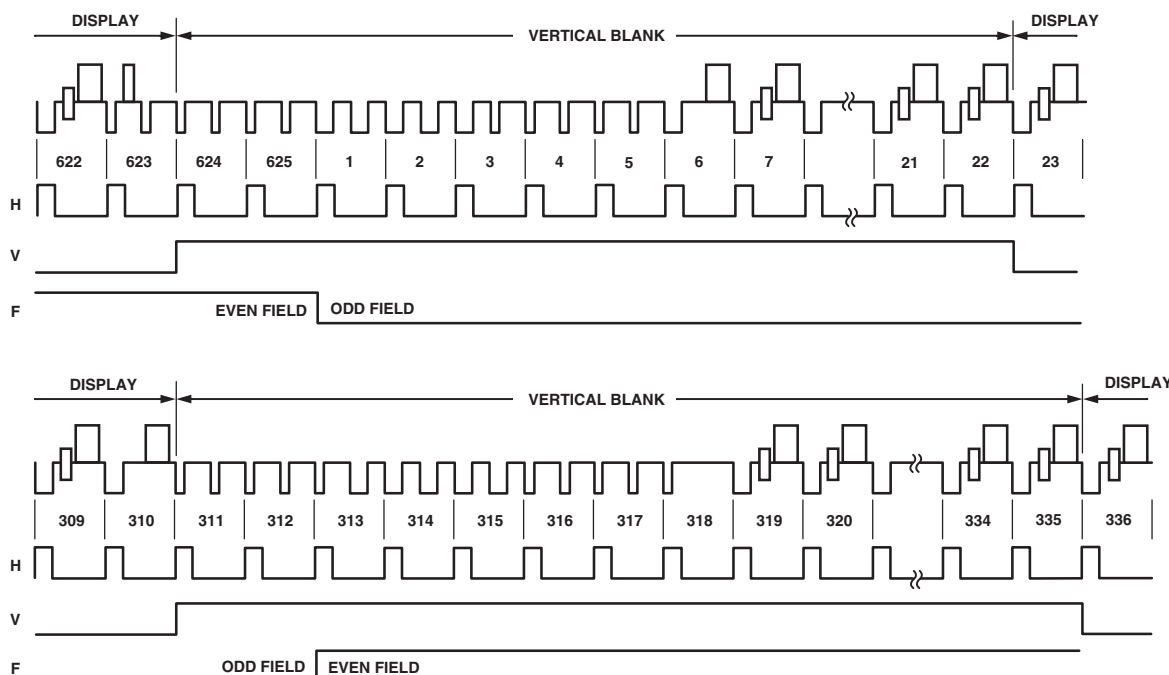 DISPLAY VERTICAL BLANK DISPLAY
622 623 624 625 1 2 3 4 5 6 7 21 22 23
H
V
F EVEN FIELD ODD FIELD
DISPLAY VERTICAL BLANK DISPLAY
309 310 311 312 313 314 315 316 317 318 319 320 334 335 336
H
V
F ODD FIELD EVEN FIELD